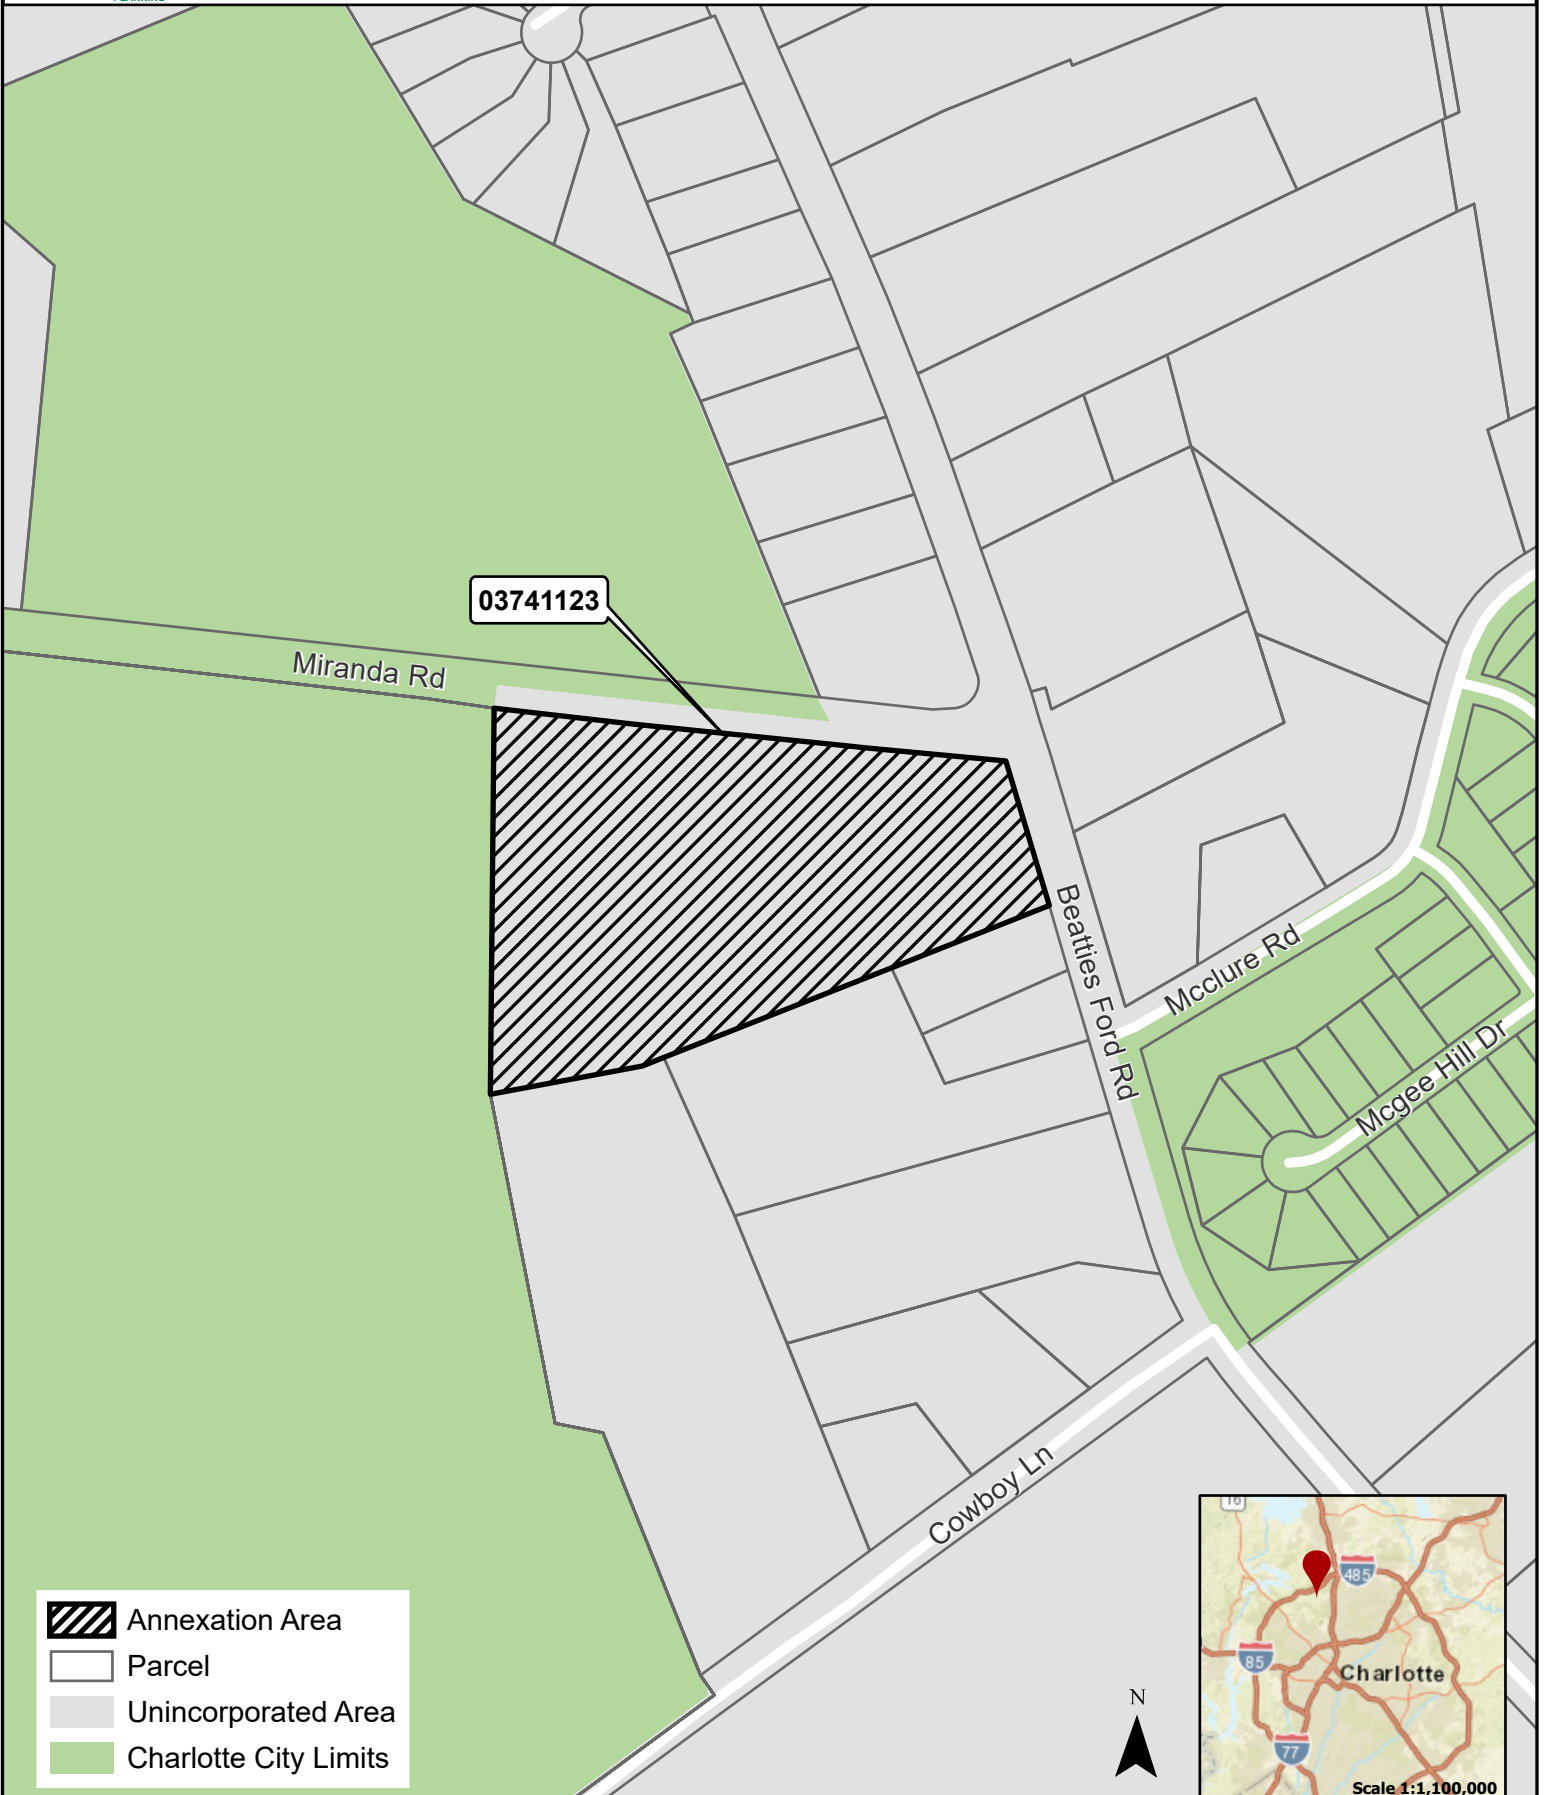 03741123
Miranda Rd
Beatties Ford Rd
Mcclure Rd
Mcgee Hill Dr
Cowboy Ln
Annexation Area
Parcel
Unincorporated Area
Charlotte City Limits
N
16
485
85
Charlotte
77
Scale 1:1,100,000